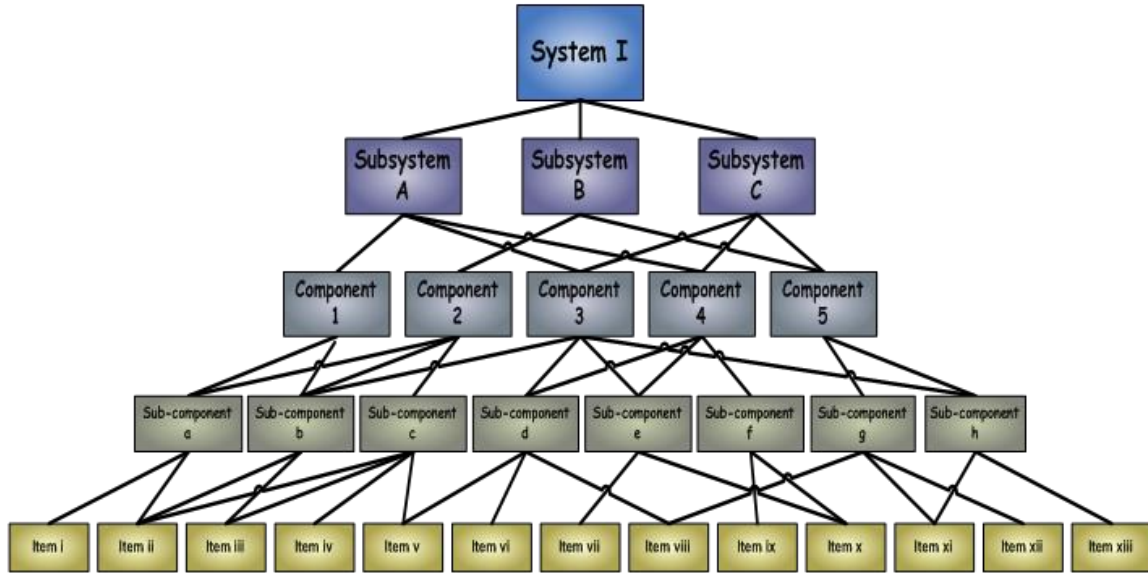 System I
Subsystem
A
Subsystem
B
Subsystem
C
Component
1
Component
2
Component
3
Component
4
Component
5
Sub-component
a
Sub-component
b
Sub-component
c
Sub-component
d
Sub-component
e
Sub-component
f
Sub-component
g
Sub-component
h
Item i
Item ii
Item iii
Item iv
Item v
Item vi
Item vii
Item viii
Item ix
Item x
Item xi
Item xii
Item xiii